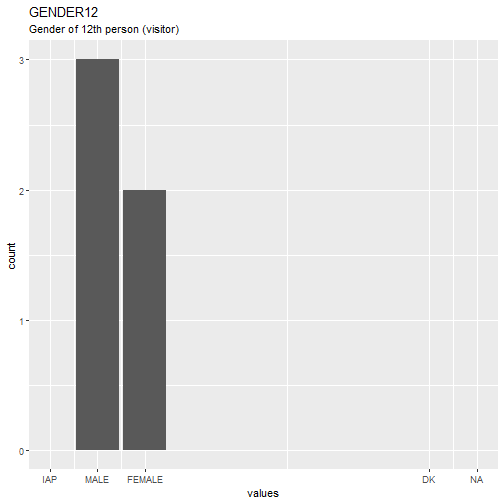 GENDER12
Gender of 12th person (visitor)
3
2
1
0
count
IAP MALE FEMALE DK NA
values